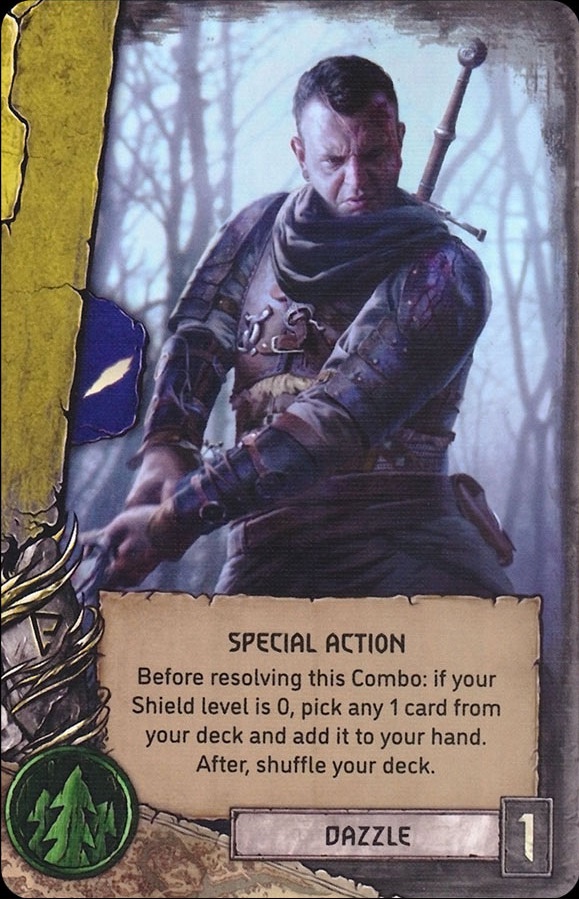 SPECIAL ACTION
Before resolving this Combo: if your
Shield level is 0, pick any 1 card from
your deck and add it to your hand.
After, shuffle your deck.
DAZZLE
1